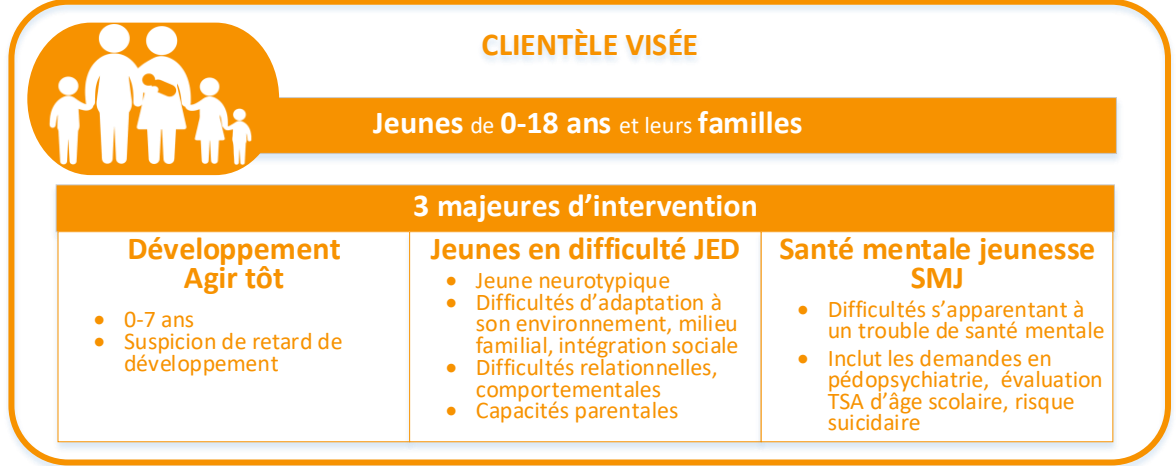 CLIENTÈLE VISÉE
Jeunes de 0-18 ans et leurs familles
3 majeures d’intervention
Développement
Agir tôt
• 0-7 ans
• Suspicion de retard de
développement
Jeunes en difficulté JED
• Jeune neurotypique
• Difficultés d’adaptation à
son environnement, milieu
familial, intégration sociale
• Difficultés relationnelles,
comportementales
• Capacités parentales
Santé mentale jeunesse
SMJ
• Difficultés s’apparentant à
un trouble de santé mentale
• Inclut les demandes en
pédopsychiatrie, évaluation
TSA d’âge scolaire, risque
suicidaire